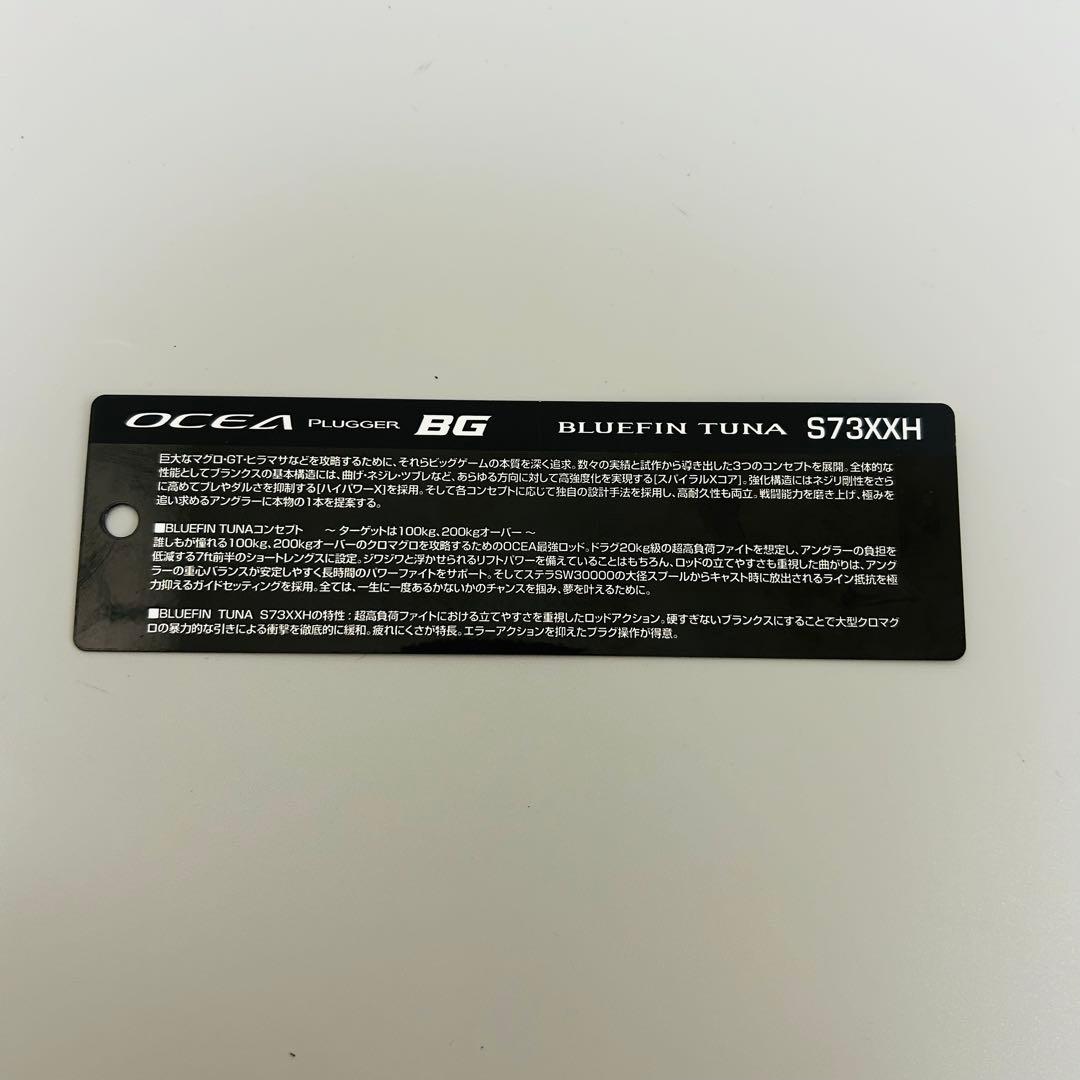 OCEA PLUGGER BG BLUEFIN TUNA S73XXH
巨大なマグロ・GT・ヒラマサなどを攻略するために、それらビッグゲームの本質を深く追求。数々の実績と試作から導き出した3つのコンセプトを展開。全体的な
性能としてブランクスの基本構造には、曲げ・ネジレ・ツブレなど、あらゆる方向に対して高強度化を実現する[スパイラルXコア]。強化構造にはネジリ剛性をさら
に高めてブレやダルさを抑制する[ハイパワーX]を採用。そして各コンセプトに応じて独自の設計手法を採用し、高耐久性も両立。戦闘能力を磨き上げ、極みを
追い求めるアングラーに本物の1本を提案する。
■BLUEFIN TUNAコンセプト ～ ターゲットは100kg、200kgオーバー ～
誰しもが憧れる100kg、200kgオーバーのクロマグロを攻略するためのOCEA最強ロッド。ドラグ20kg級の超高負荷ファイトを想定し、アングラーの負担を
低減する7ft前半のショートレングスに設定。ジワジワと浮かせられるリフトパワーを備えていることはもちろん、ロッドの立てやすさも重視した曲がりは、アング
ラーの重心バランスが安定しやすく長時間のパワーファイトをサポート。そしてステラSW30000の大径スプールからキャスト時に放出されるライン抵抗を極
力抑えるガイドセッティングを採用。全ては、一生に一度あるかないかのチャンスを掴み、夢を叶えるために。
■BLUEFIN TUNA S73XXHの特性：超高負荷ファイトにおける立てやすさを重視したロッドアクション。硬すぎないブランクスにすることで大型クロマグ
ロの暴力的な引きによる衝撃を徹底的に緩和。疲れにくさが特長。エラーアクションを抑えたプラグ操作が得意。